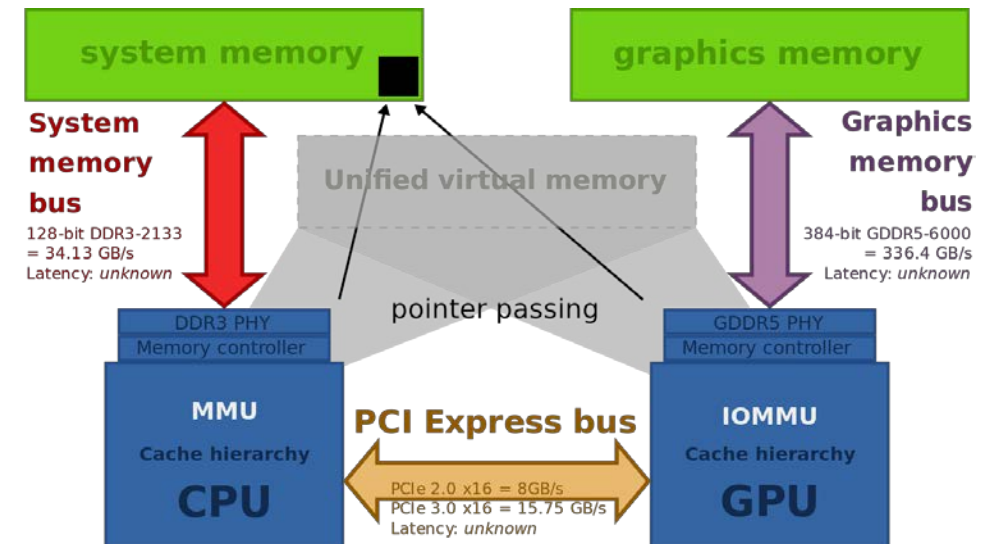 system memory
graphics memory
System
memory
bus
128-bit DDR3-2133
= 34.13 GB/s
Latency: unknown
Unified virtual memory
Graphics
memory
bus
384-bit GDDR5-6000
= 336.4 GB/s
Latency: unknown
pointer passing
DDR3 PHY
Memory controller
MMU
Cache hierarchy
CPU
GDDR5 PHY
Memory controller
IOMMU
Cache hierarchy
GPU
PCI Express bus
PCIe 2.0 x16 = 8GB/s
PCIe 3.0 x16 = 15.75 GB/s
Latency: unknown